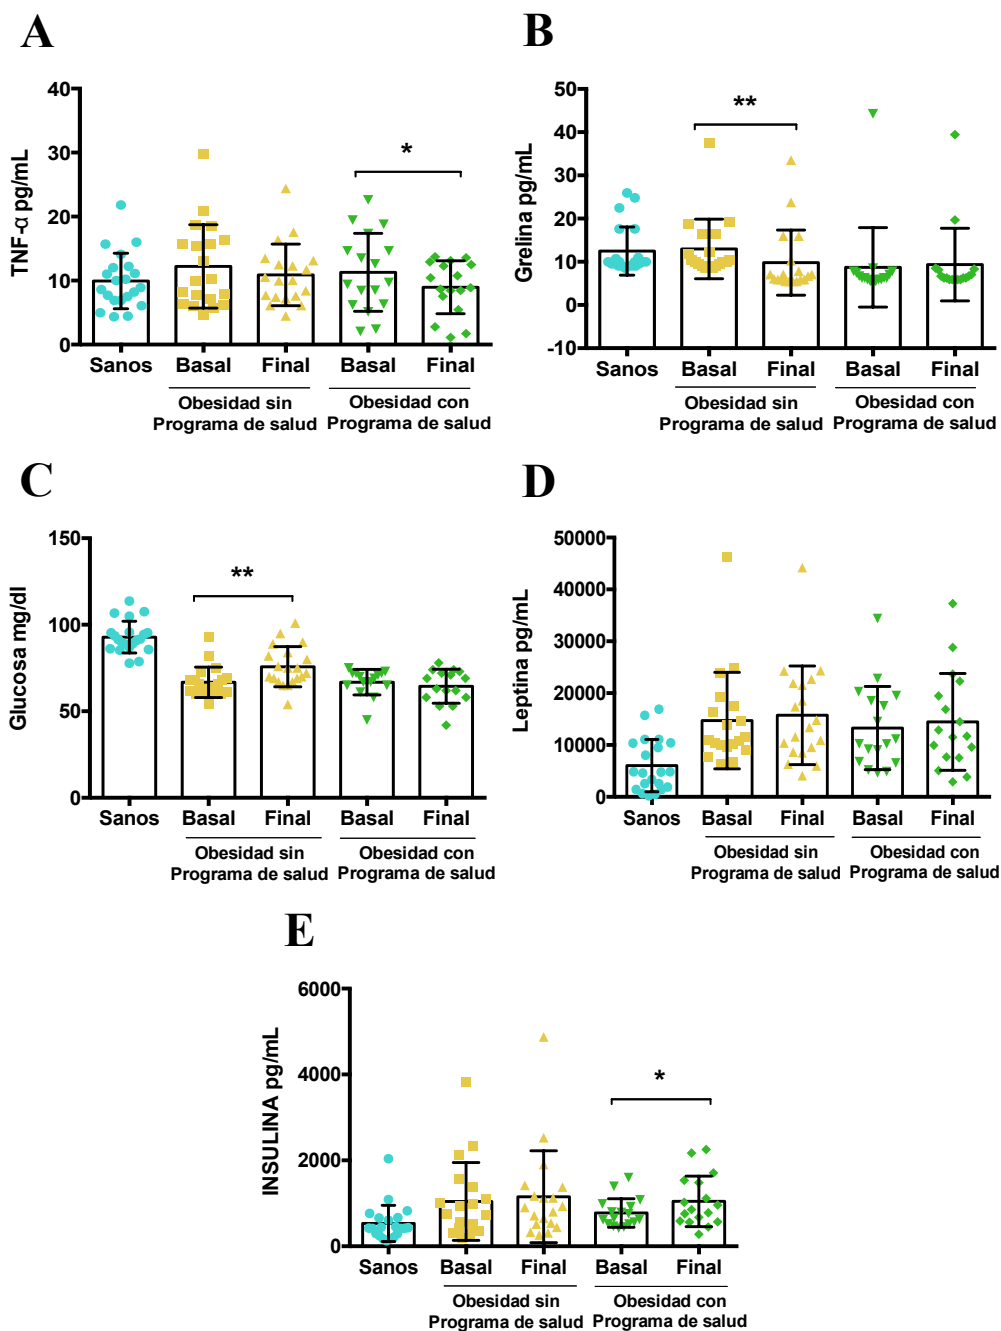 A
TNF-α pg/mL
40
30
20
10
0
*
Sanos Basal Final Basal Final
Obesidad sin Programa de salud
Obesidad con Programa de salud
B
Grelina pg/mL
50
40
30
20
10
0
-10
**
Sanos Basal Final Basal Final
Obesidad sin Programa de salud
Obesidad con Programa de salud
C
Glucosa mg/dl
150
100
50
0
**
Sanos Basal Final Basal Final
Obesidad sin Programa de salud
Obesidad con Programa de salud
D
Leptina pg/mL
50000
40000
30000
20000
10000
0
Sanos Basal Final Basal Final
Obesidad sin Programa de salud
Obesidad con Programa de salud
E
INSULINA pg/mL
6000
4000
2000
0
*
Sanos Basal Final Basal Final
Obesidad sin Programa de salud
Obesidad con Programa de salud